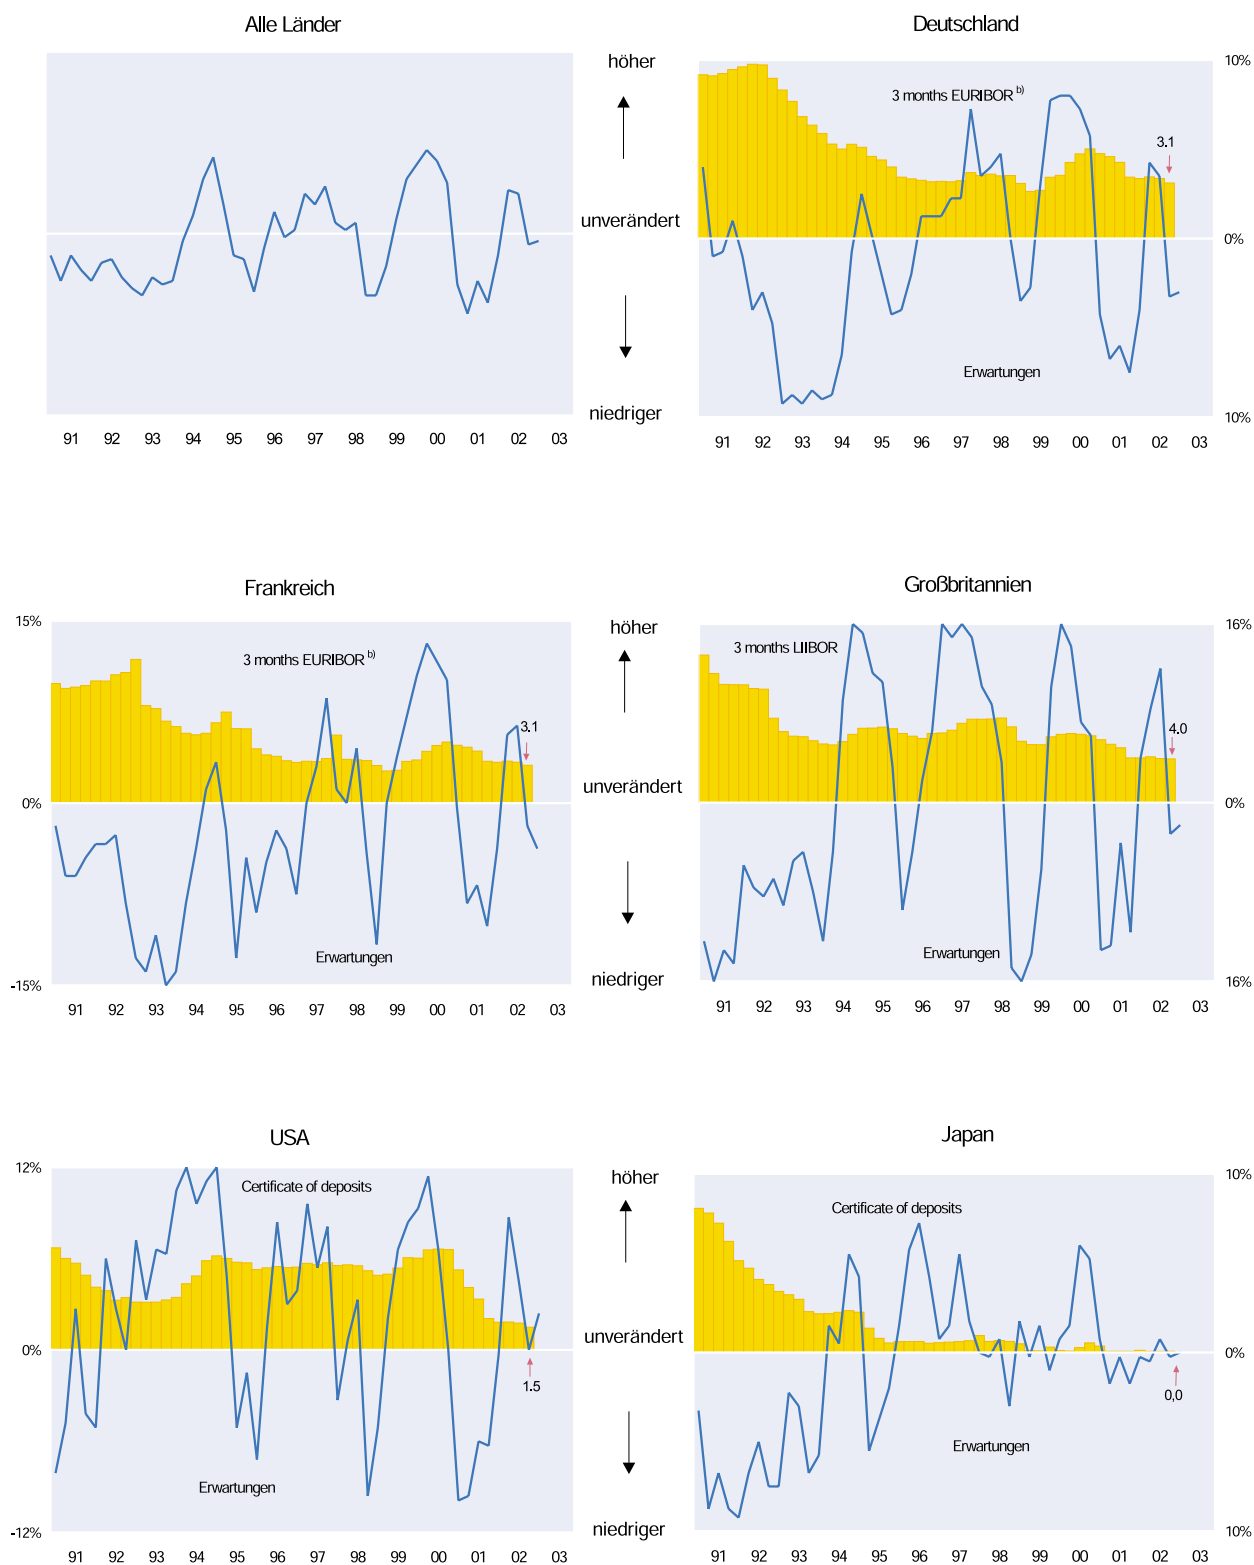 Alle Länder
höher
unverändert
niedriger
91 92 93 94 95 96 97 98 99 00 01 02 03
Deutschland
10%
3 months EURIBOR b)
3.1
0%
Erwartungen
10%
91 92 93 94 95 96 97 98 99 00 01 02 03
Frankreich
15%
3 months EURIBOR b)
3.1
0%
Erwartungen
-15%
91 92 93 94 95 96 97 98 99 00 01 02 03
höher
unverändert
niedriger
Großbritannien
16%
3 months LIIBOR
4.0
0%
Erwartungen
16%
91 92 93 94 95 96 97 98 99 00 01 02 03
USA
12%
Certificate of deposits
0%
1.5
Erwartungen
-12%
91 92 93 94 95 96 97 98 99 00 01 02 03
höher
unverändert
niedriger
Japan
10%
Certificate of deposits
0%
0,0
Erwartungen
10%
91 92 93 94 95 96 97 98 99 00 01 02 03